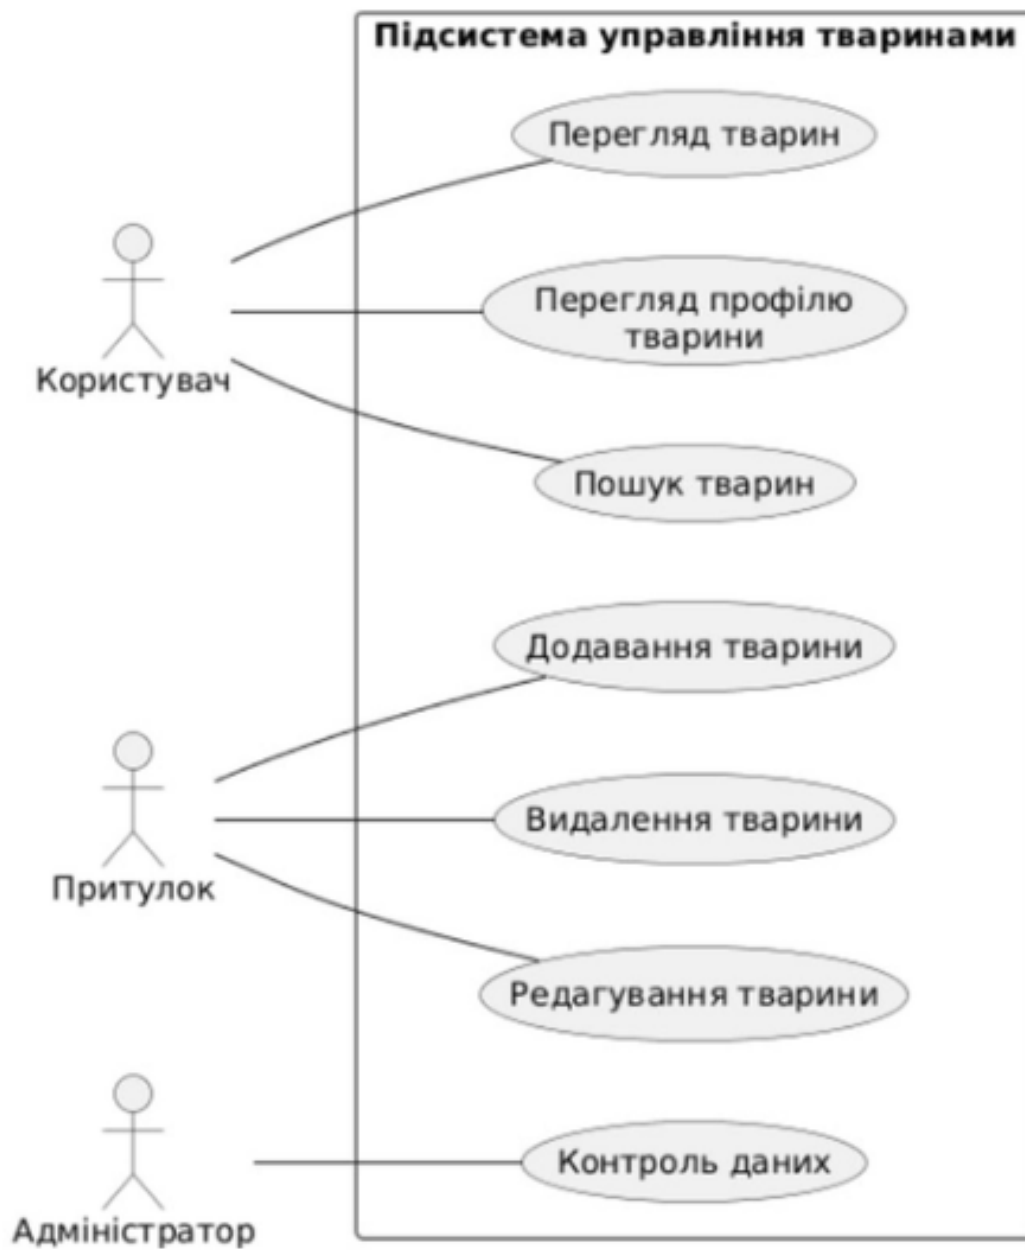 Підсистема управління тваринами
Перегляд тварин
Перегляд профілю
тварини
Користувач
Пошук тварин
Додавання тварини
Видалення тварини
Притулок
Редагування тварини
Контроль даних
Адміністратор